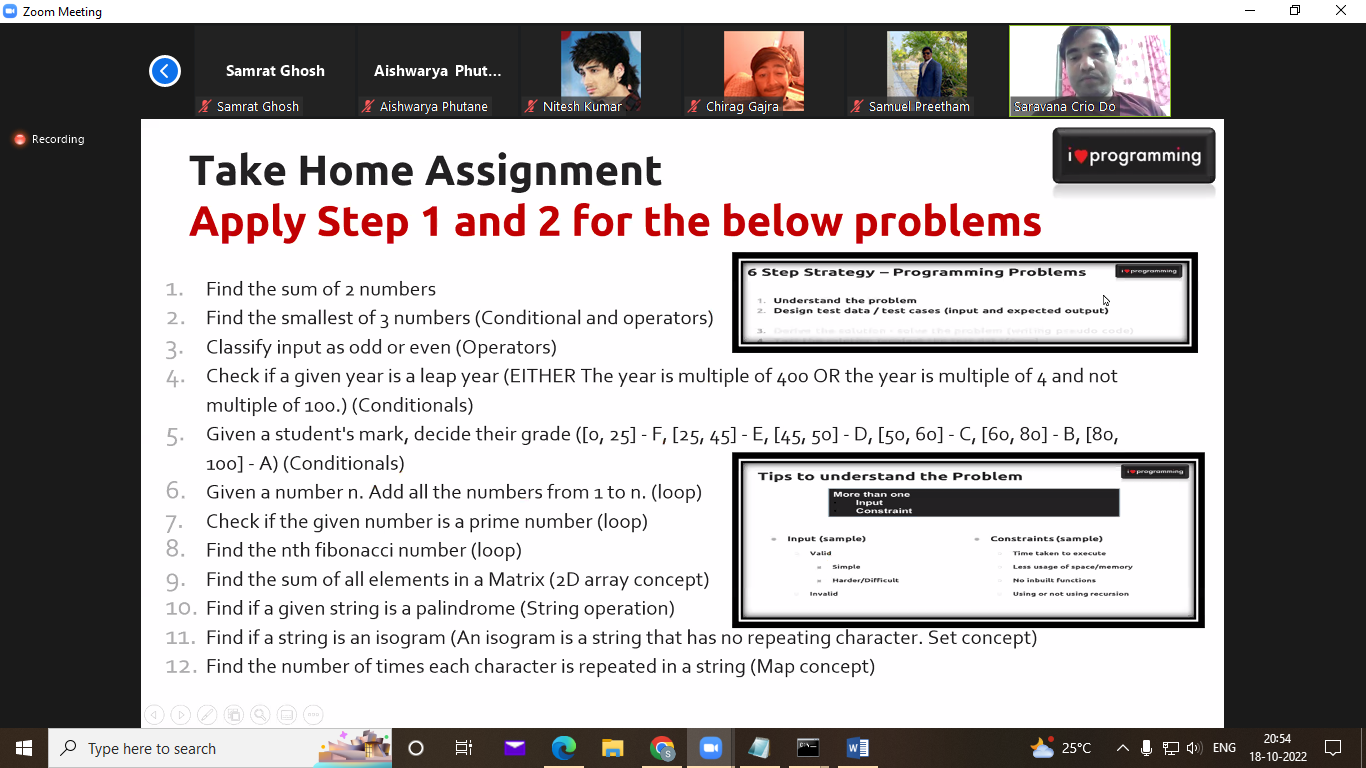 Zoom Meeting
Samrat Ghosh
Aishwarya Phut...
Samrat Ghosh
Aishwarya Phutane
Nitesh Kumar
Chirag Gajra
Samuel Preetham
Saravana Crio Do
Recording
i♥programming
Take Home Assignment
Apply Step 1 and 2 for the below problems
1. Find the sum of 2 numbers
2. Find the smallest of 3 numbers (Conditional and operators)
3. Classify input as odd or even (Operators)
4. Check if a given year is a leap year (EITHER The year is multiple of 400 OR the year is multiple of 4 and not
multiple of 100.) (Conditionals)
5. Given a student's mark, decide their grade ([0, 25] - F, [25, 45] - E, [45, 50] - D, [50, 60] - C, [60, 80] - B, [80,
100] - A) (Conditionals)
6. Given a number n. Add all the numbers from 1 to n. (loop)
7. Check if the given number is a prime number (loop)
8. Find the nth fibonacci number (loop)
9. Find the sum of all elements in a Matrix (2D array concept)
10. Find if a given string is a palindrome (String operation)
11. Find if a string is an isogram (An isogram is a string that has no repeating character. Set concept)
12. Find the number of times each character is repeated in a string (Map concept)
6 Step Strategy – Programming Problems
i♥programming
1. Understand the problem
2. Design test data / test cases (input and expected output)
3. Derive the solution - solve the problem (writing pseudo code)
Tips to understand the Problem
i♥programming
More than one
Input
Constraint
Input (sample)
Valid
Simple
Harder/Difficult
Invalid
Constraints (sample)
Time taken to execute
Less usage of space/memory
No inbuilt functions
Using or not using recursion
Type here to search
25°C
ENG
20:54
18-10-2022